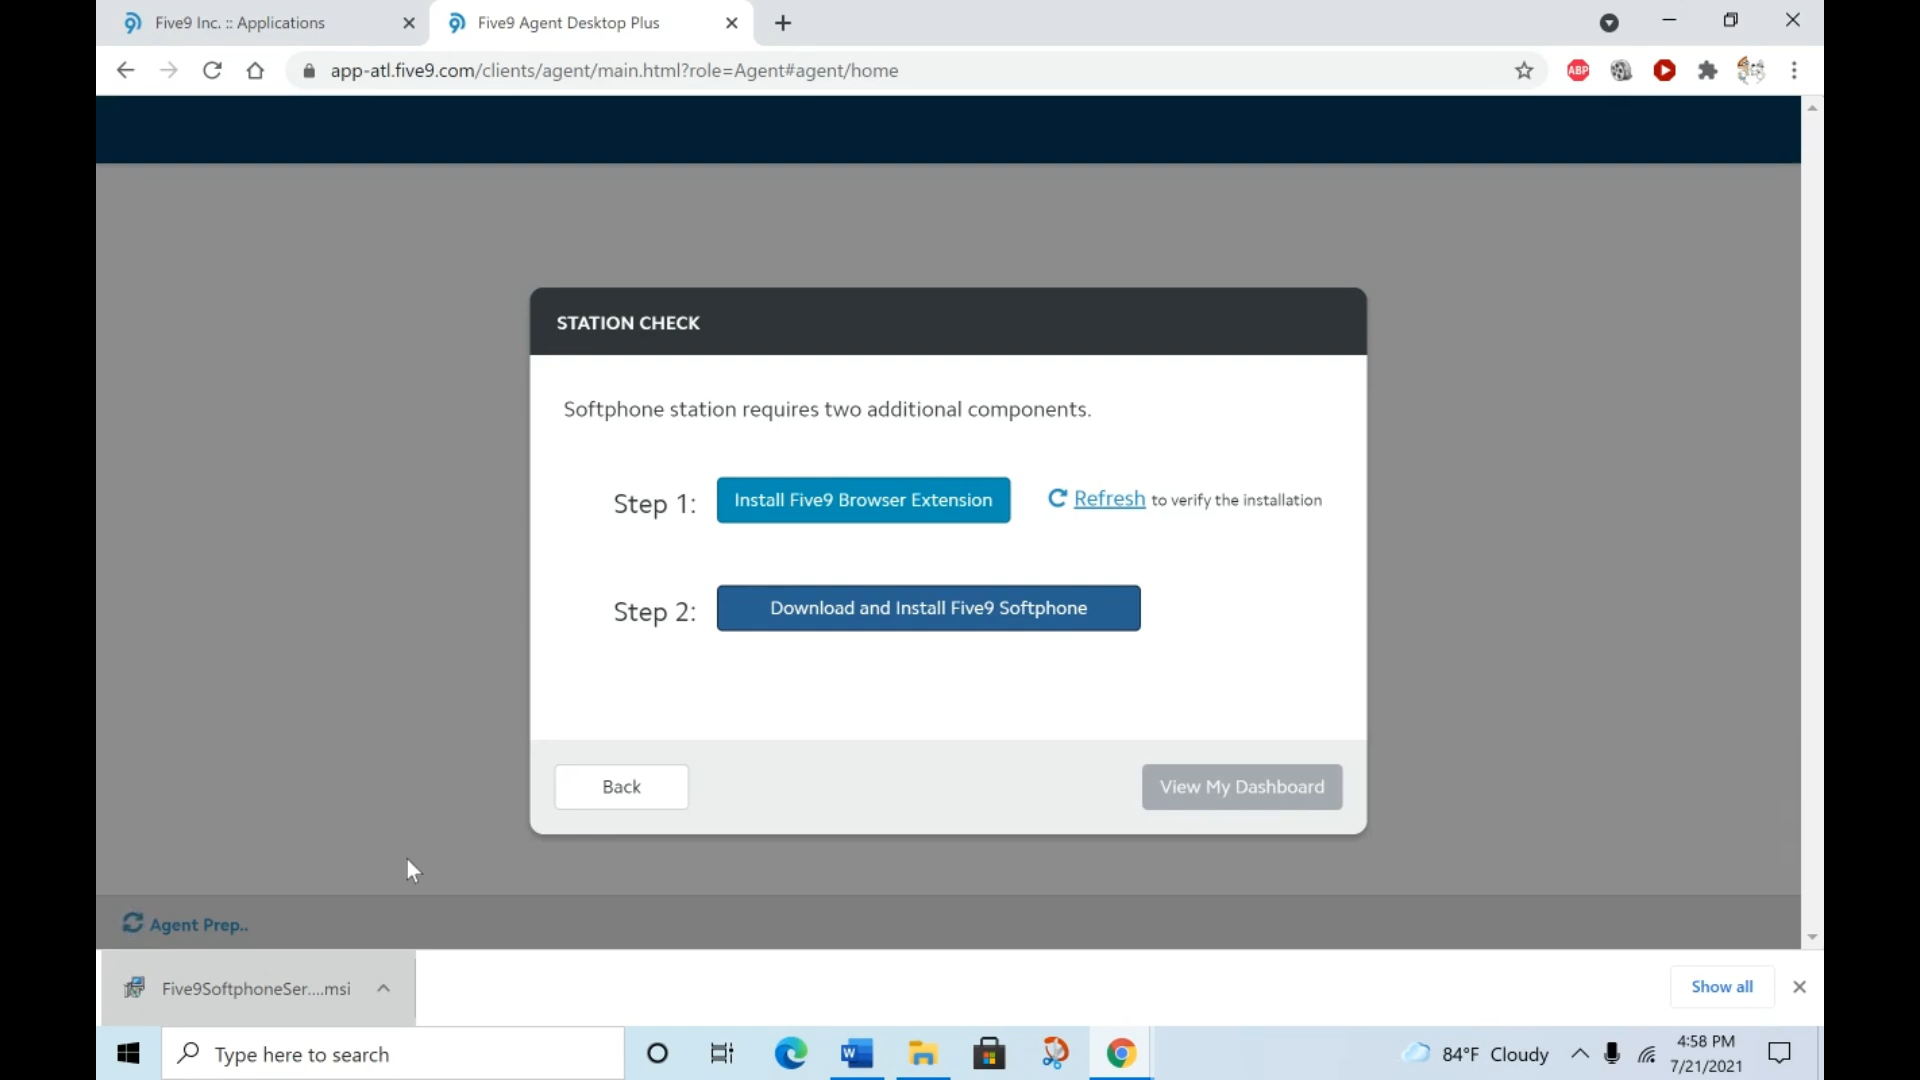 Five9 Inc. :: Applications
Five9 Agent Desktop Plus
app-atl.five9.com/clients/agent/main.html?role=Agent#agent/home
ABP
STATION CHECK
Softphone station requires two additional components.
Step 1: Install Five9 Browser Extension Refresh to verify the installation
Step 2: Download and Install Five9 Softphone
Back
View My Dashboard
Agent Prep..
Five9SoftphoneSer....msi
Show all
Type here to search
W
84°F Cloudy
4:58 PM
7/21/2021